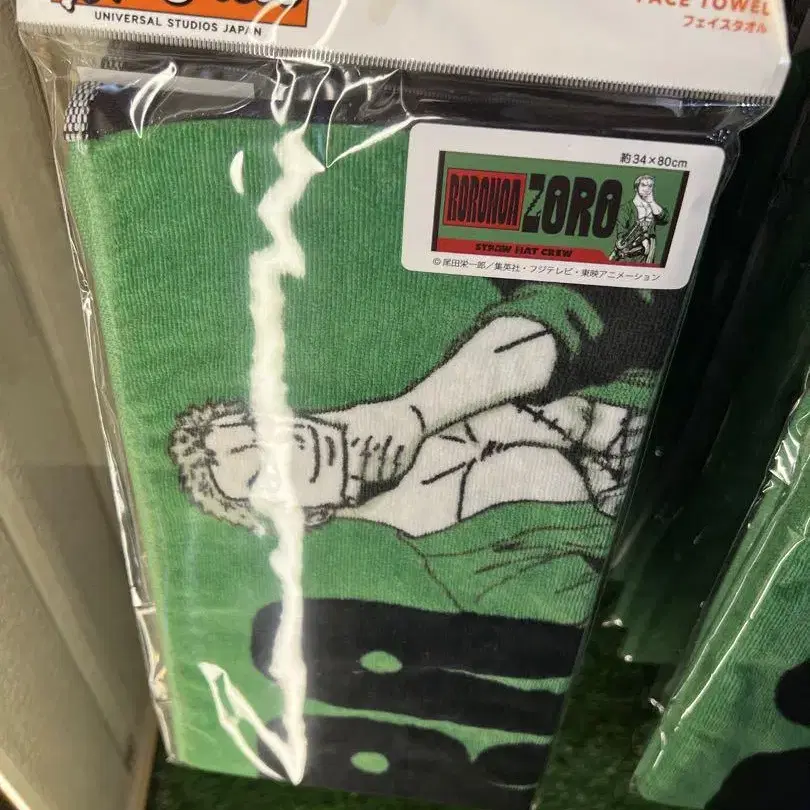 UNIVERSAL STUDIOS JAPAN
FACE TOWEL
フェイスタオル
約34×80cm
RORONOA ZORO
STRAW HAT CREW
©尾田栄一郎/集英社・フジテレビ・東映アニメーション